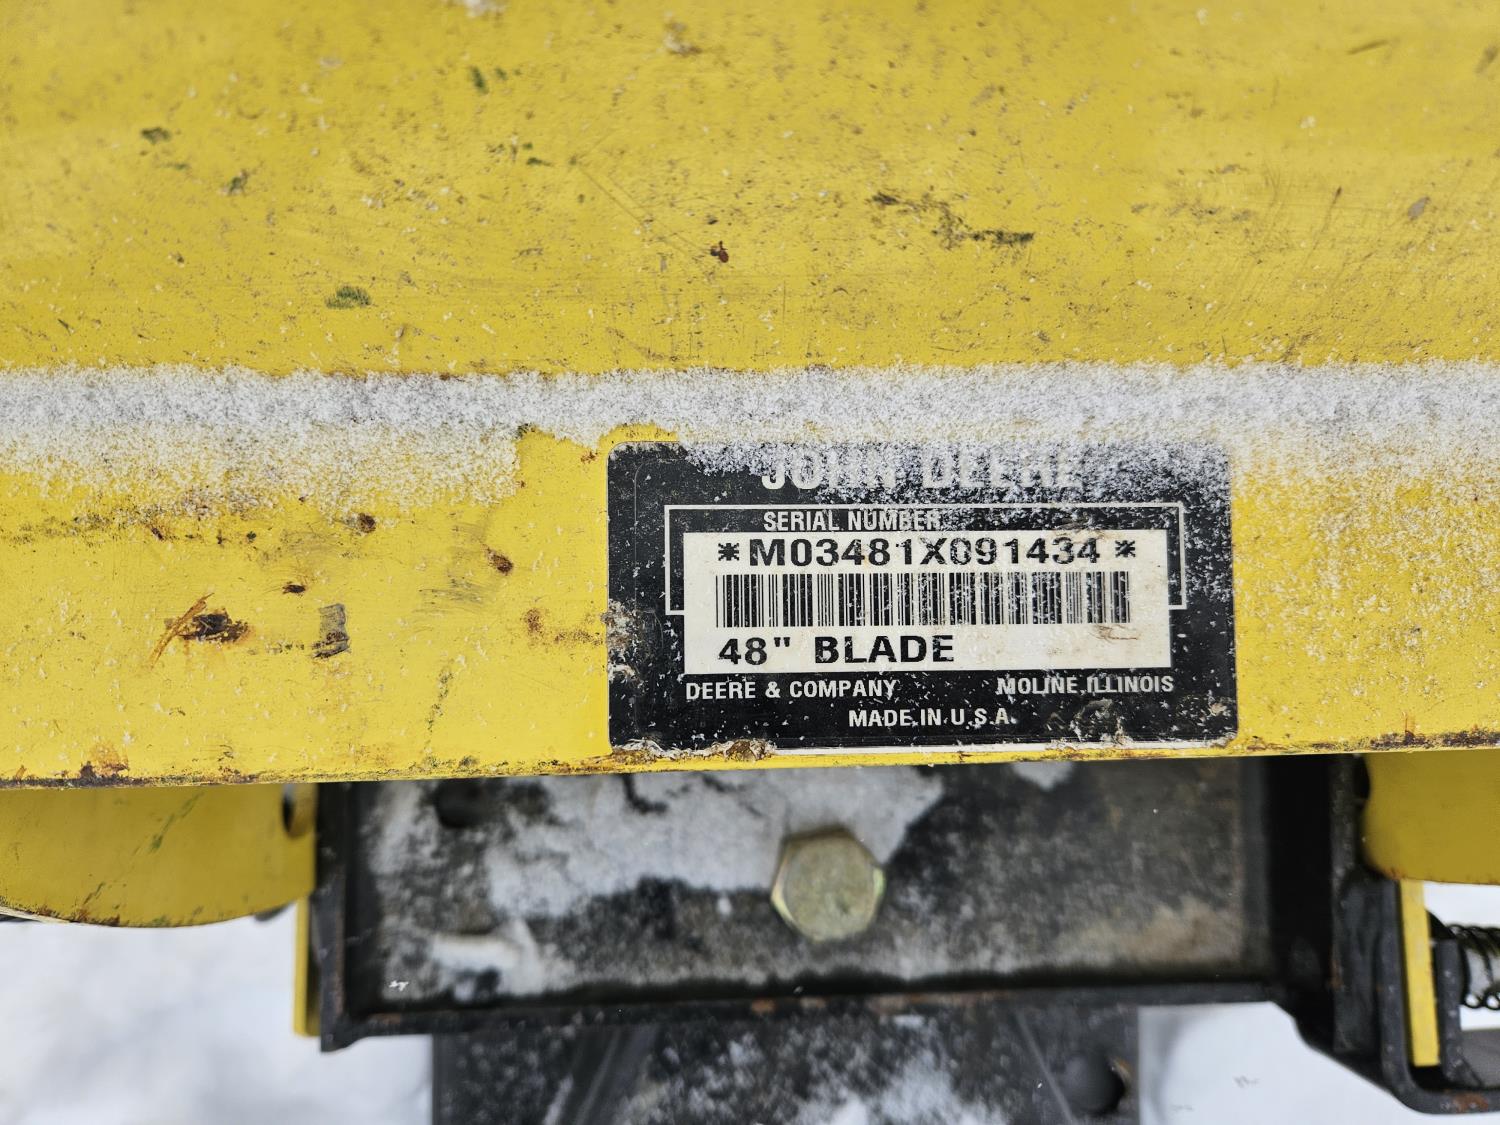 JOHN DEERE
SERIAL NUMBER
*M03481X091434*
48" BLADE
DEERE & COMPANY MOLINE, ILLINOIS
MADE IN U.S.A.